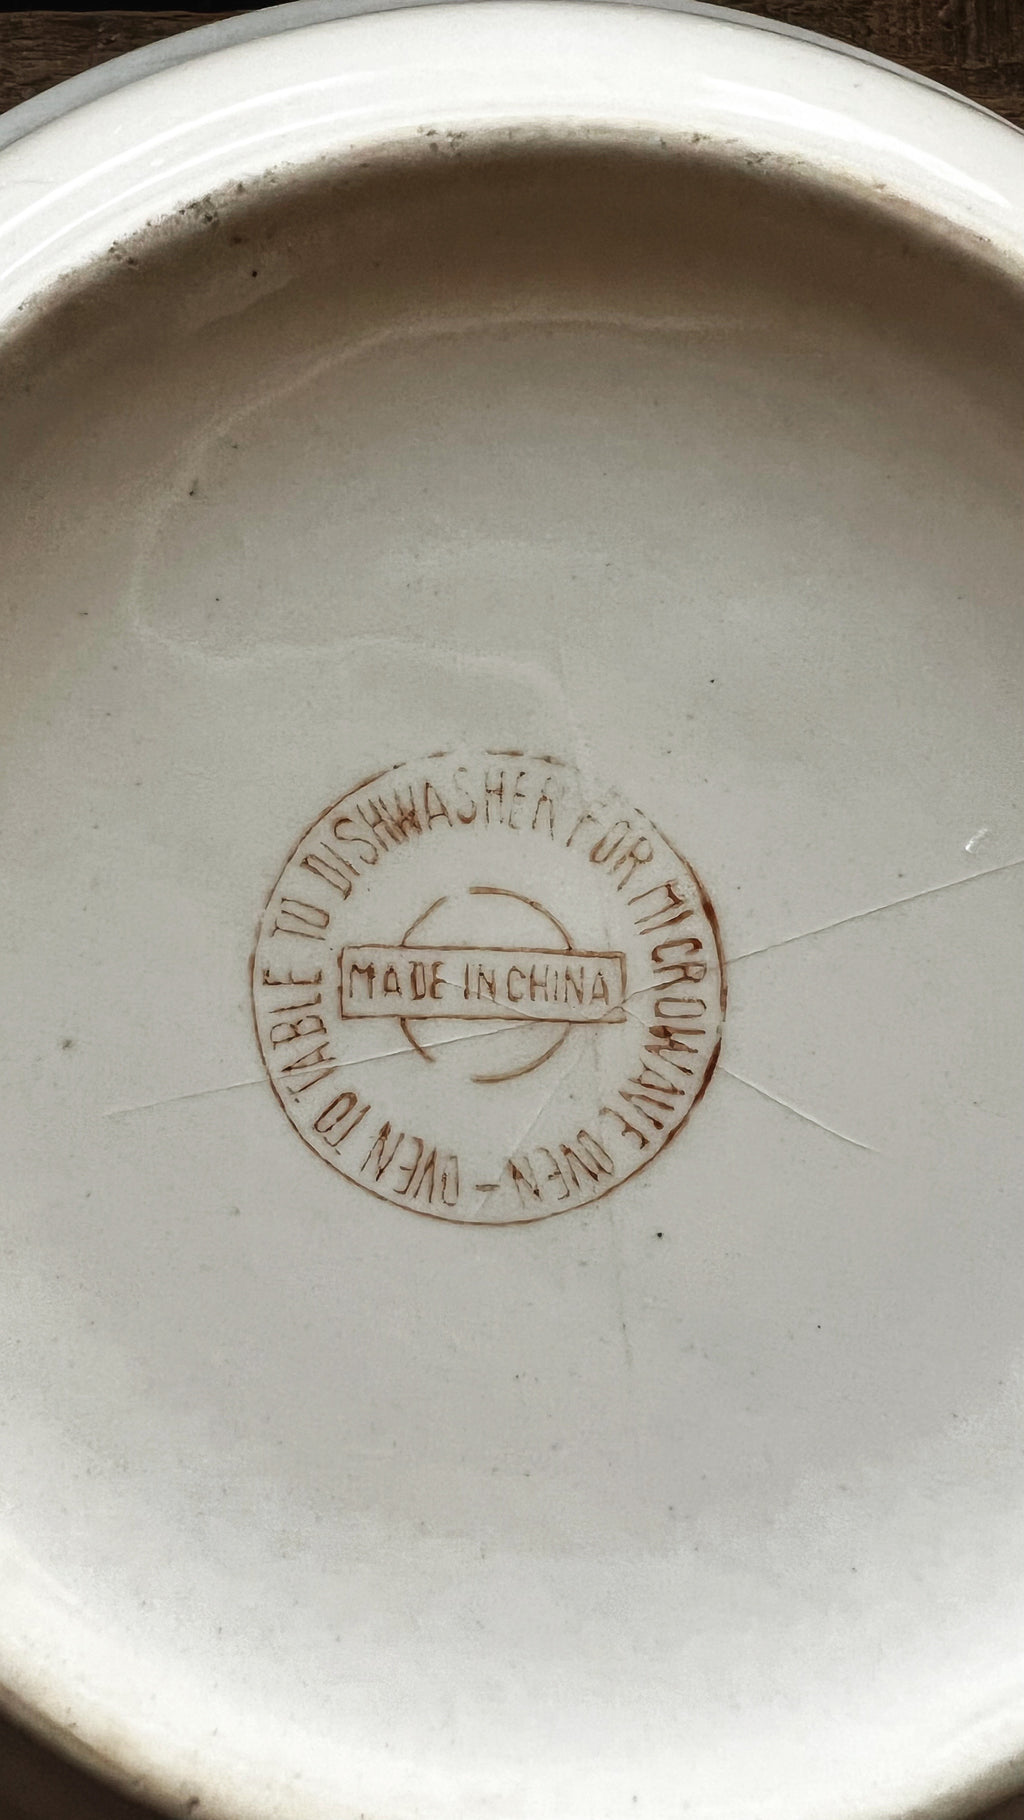 OVEN TO TABLE TO DISHWASHER FOR MICROWAVE OVEN –
MADE IN CHINA